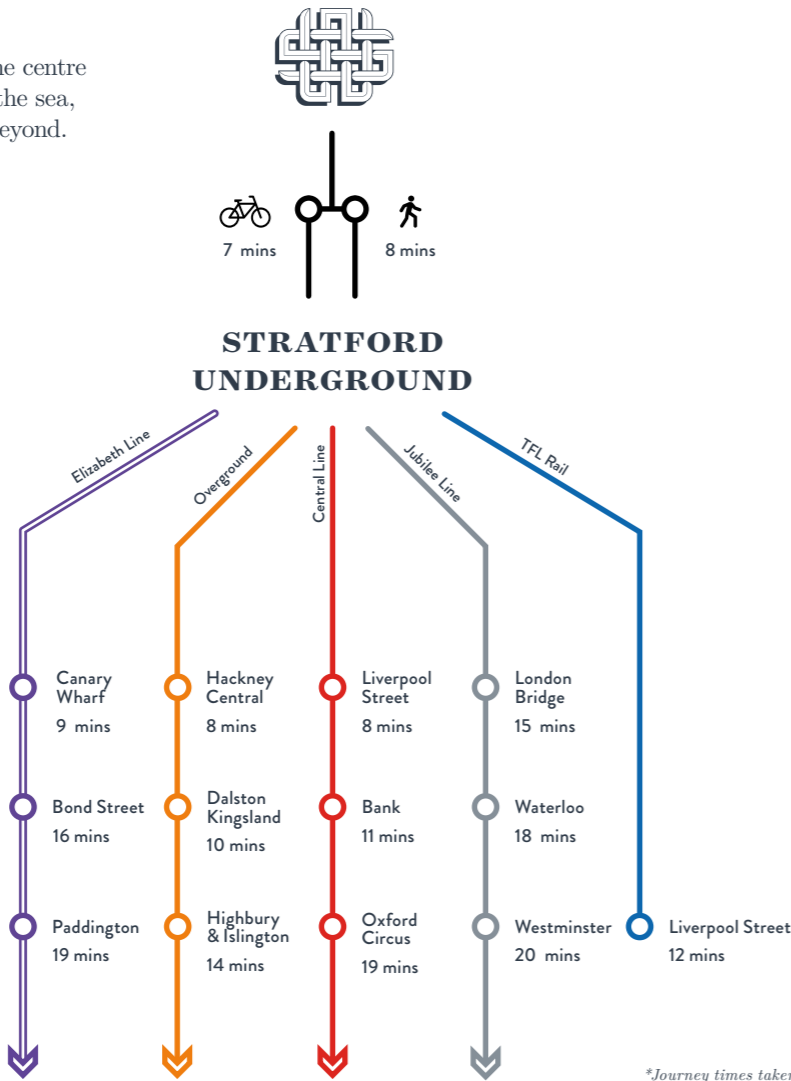 the centre
the sea,
beyond.
7 mins
8 mins
STRATFORD
UNDERGROUND
Elizabeth Line
Overground
Central Line
Jubilee Line
TFL Rail
Canary
Wharf
9 mins
Bond Street
16 mins
Paddington
19 mins
Hackney
Central
8 mins
Dalston
Kingsland
10 mins
Highbury
& Islington
14 mins
Liverpool
Street
8 mins
Bank
11 mins
Oxford
Circus
19 mins
London
Bridge
15 mins
Waterloo
18 mins
Westminster
20 mins
Liverpool Street
12 mins
*Journey times taken